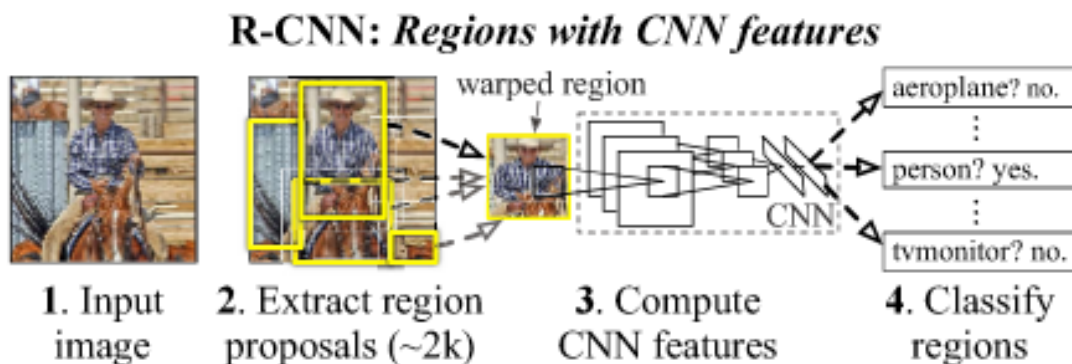 R-CNN: Regions with CNN features
warped region
aeroplane? no.
⋮
person? yes.
⋮
tvmonitor? no.
CNN
1. Input
image
2. Extract region
proposals (~2k)
3. Compute
CNN features
4. Classify
regions